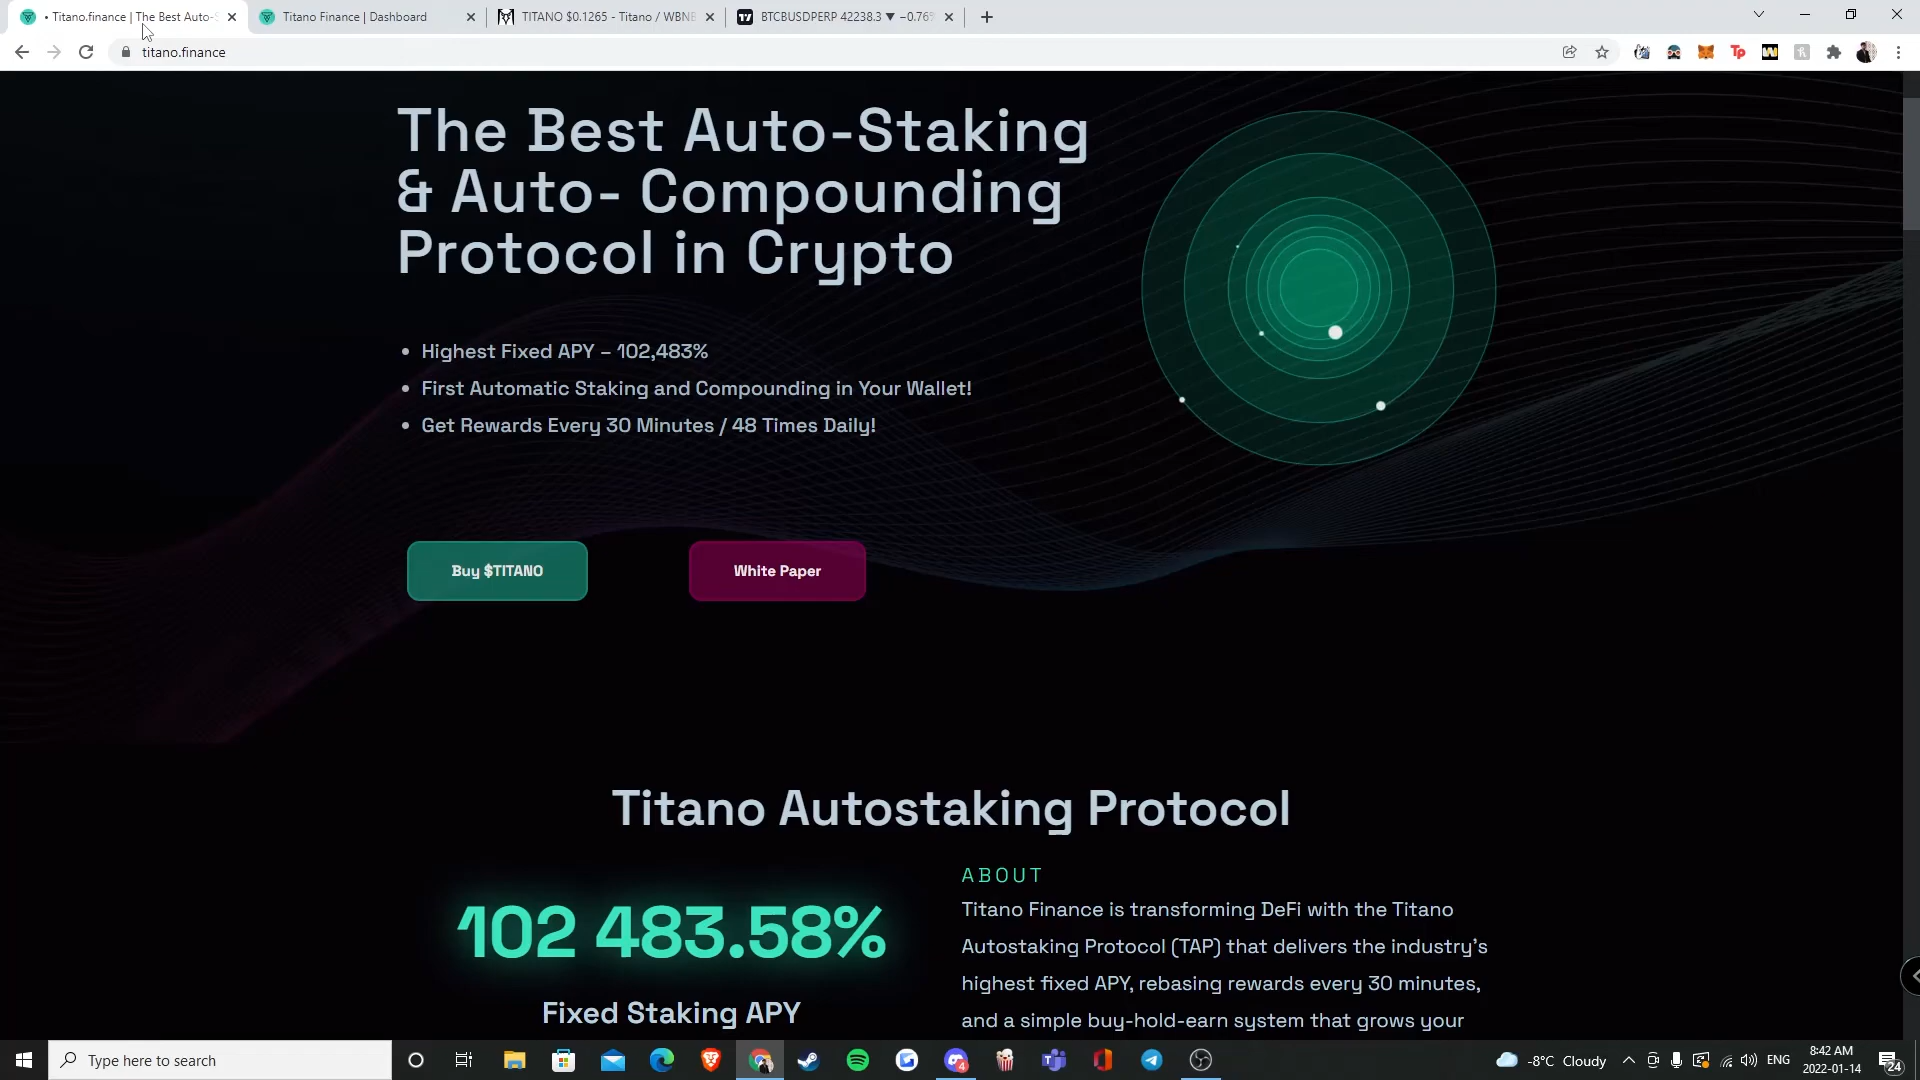 • Titano.finance | The Best Auto-S
Titano Finance | Dashboard
TITANO $0.1265 - Titano / WBNB
BTCBUSDPERP 42238.3 ▼ −0.76%
titano.finance
The Best Auto-Staking
& Auto- Compounding
Protocol in Crypto
• Highest Fixed APY – 102,483%
• First Automatic Staking and Compounding in Your Wallet!
• Get Rewards Every 30 Minutes / 48 Times Daily!
Buy $TITANO
White Paper
Titano Autostaking Protocol
102 483.58%
Fixed Staking APY
ABOUT
Titano Finance is transforming DeFi with the Titano
Autostaking Protocol (TAP) that delivers the industry's
highest fixed APY, rebasing rewards every 30 minutes,
and a simple buy-hold-earn system that grows your
Type here to search
4
-8°C Cloudy
ENG
8:42 AM
2022-01-14
24